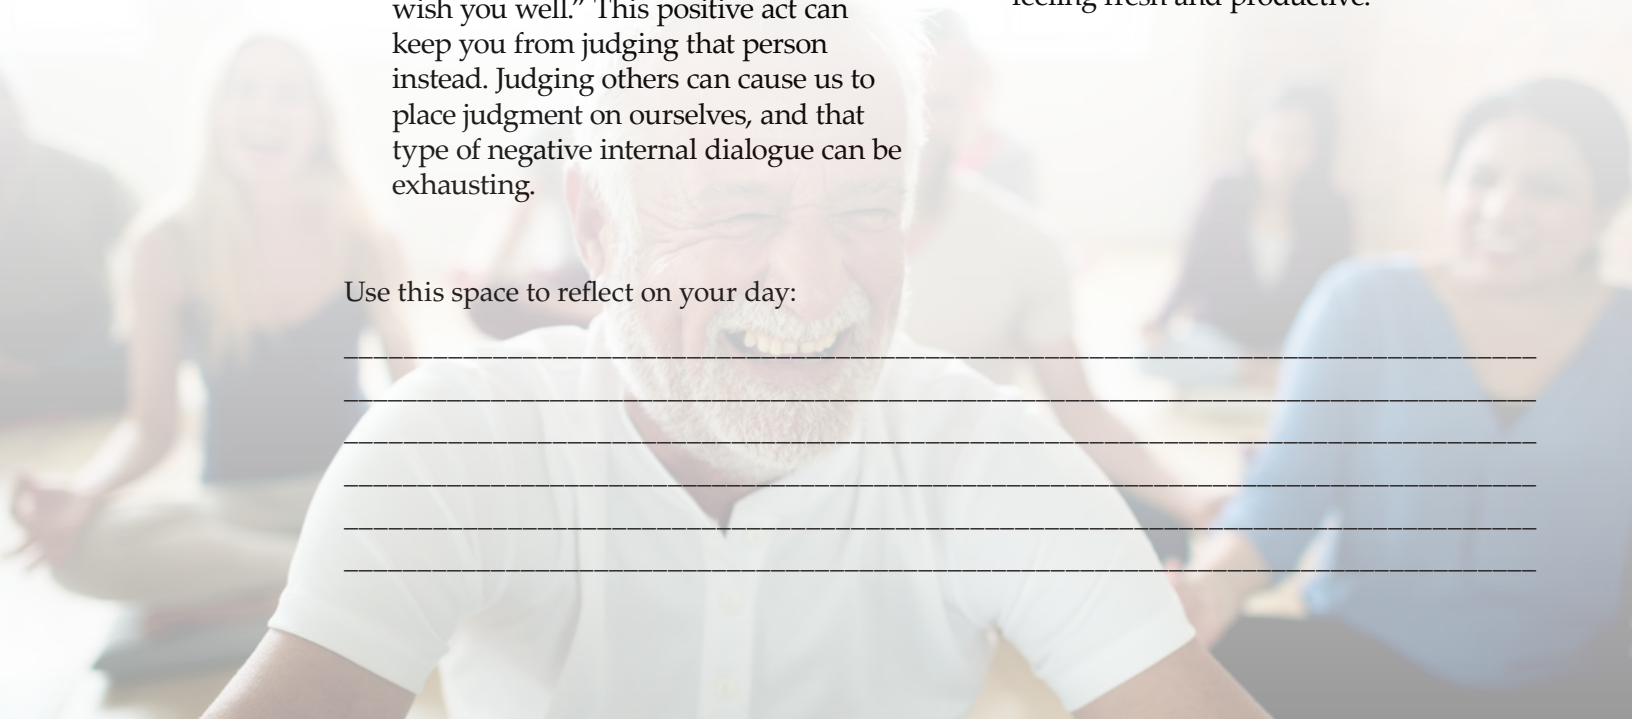 wish you well.” This positive act can
keep you from judging that person
instead. Judging others can cause us to
place judgment on ourselves, and that
type of negative internal dialogue can be
exhausting.
feeling fresh and productive.
Use this space to reflect on your day: